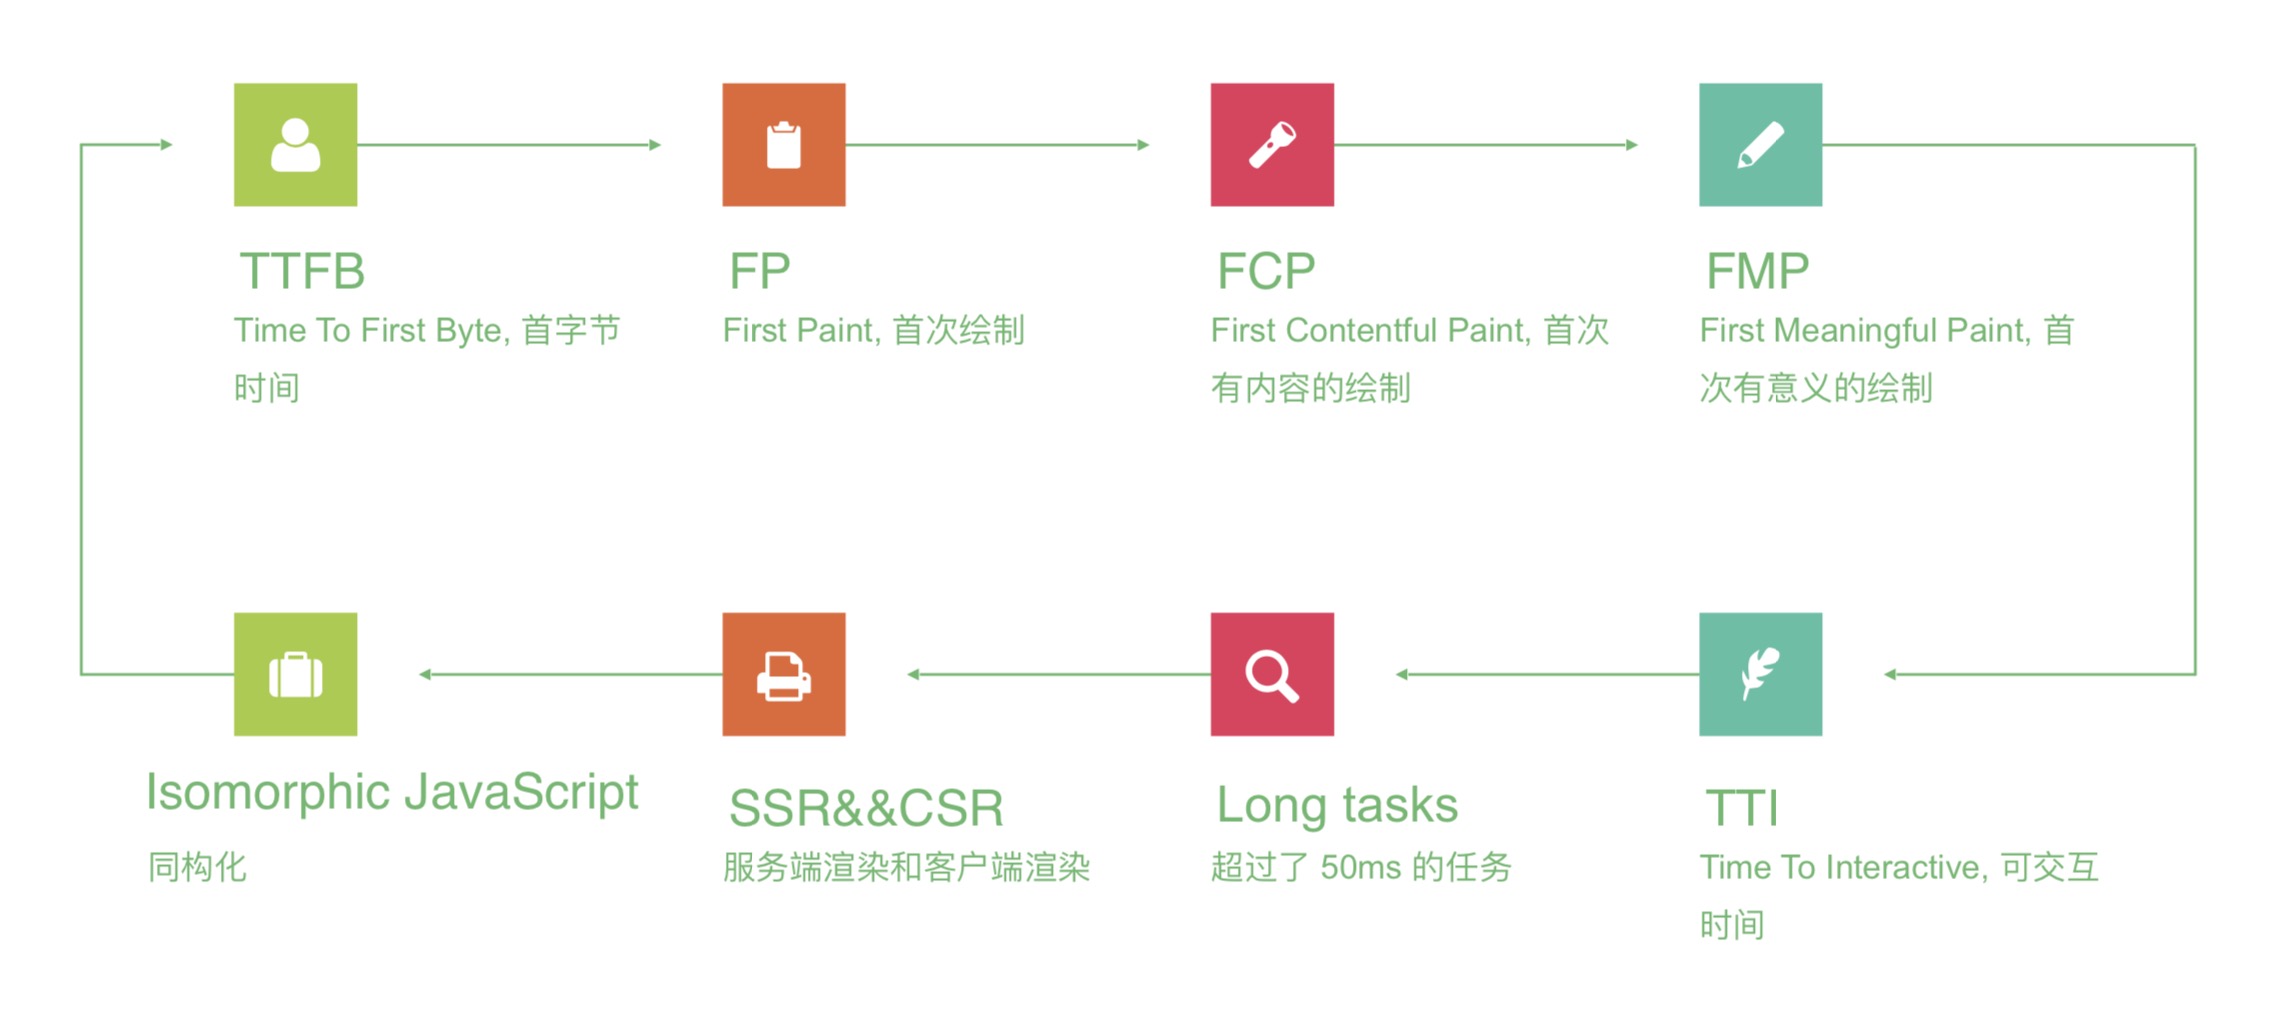 TTFB
Time To First Byte, 首字节
时间
FP
First Paint, 首次绘制
FCP
First Contentful Paint, 首次
有内容的绘制
FMP
First Meaningful Paint, 首
次有意义的绘制
Isomorphic JavaScript
同构化
SSR&&CSR
服务端渲染和客户端渲染
Long tasks
超过了 50ms 的任务
TTI
Time To Interactive, 可交互
时间